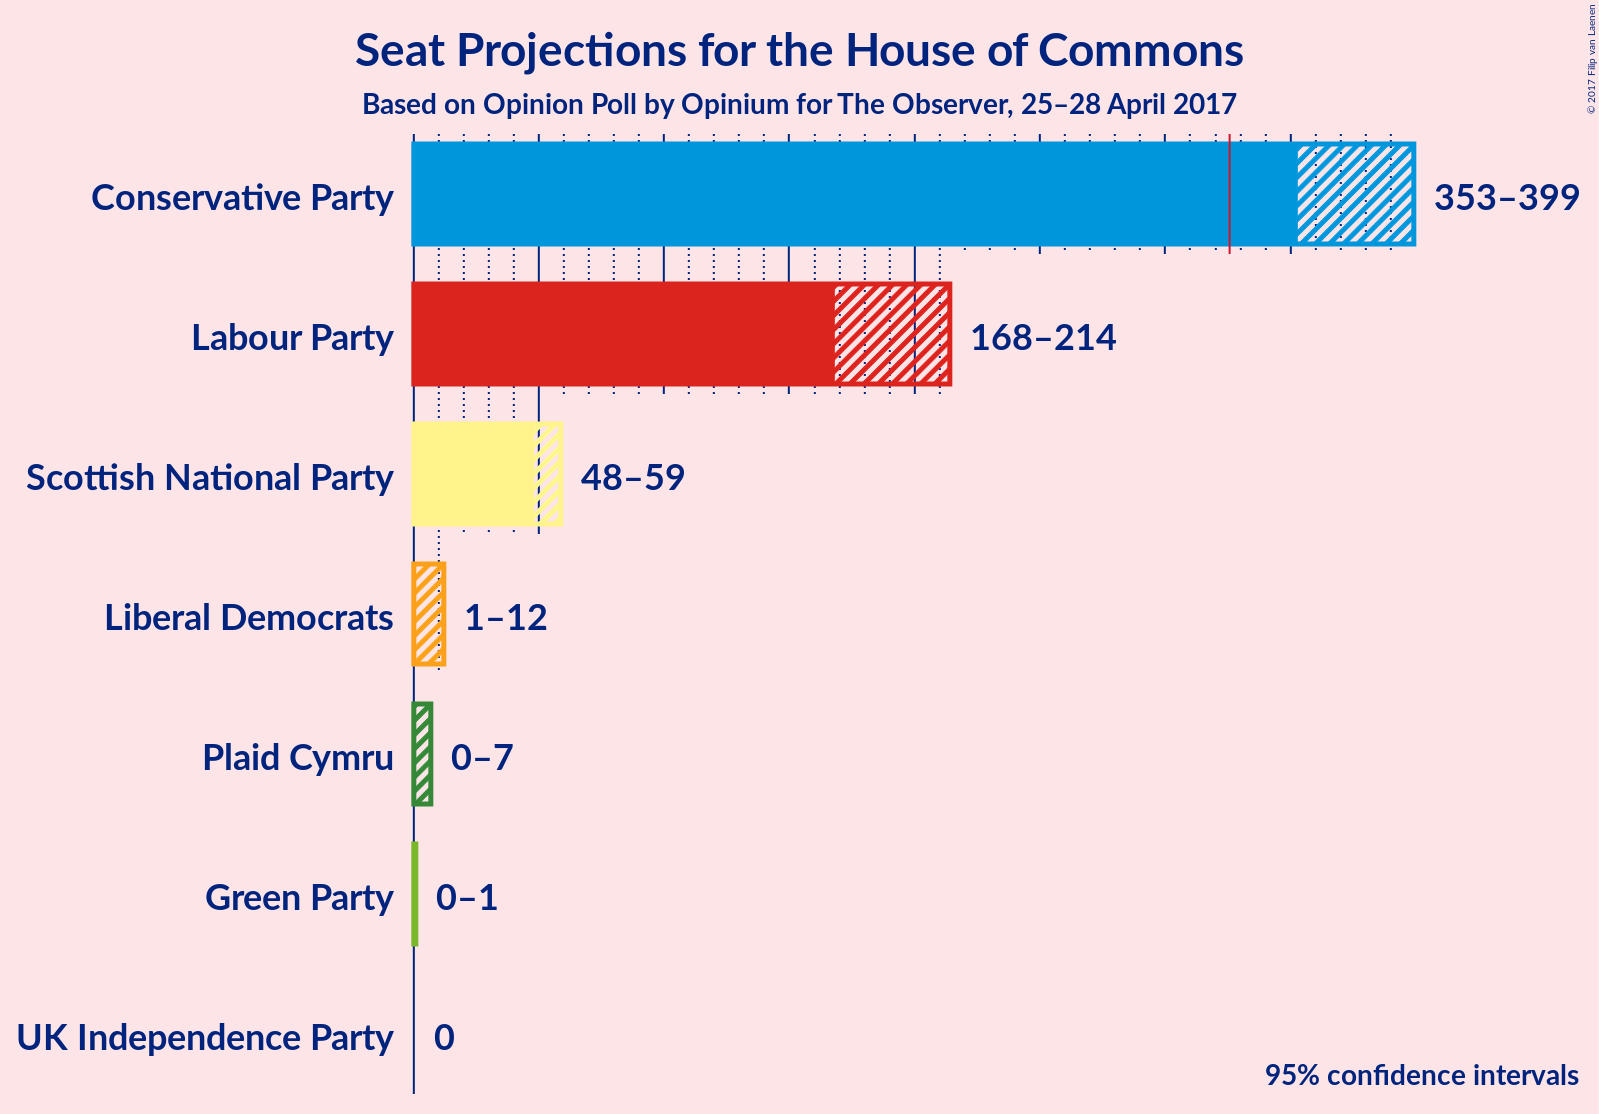 Seat Projections for the House of Commons
Based on Opinion Poll by Opinium for The Observer, 25–28 April 2017
© 2017 Filip van Laenen
Conservative Party
353–399
Labour Party
168–214
Scottish National Party
48–59
Liberal Democrats
1–12
Plaid Cymru
0–7
Green Party
0–1
UK Independence Party
0
95% confidence intervals